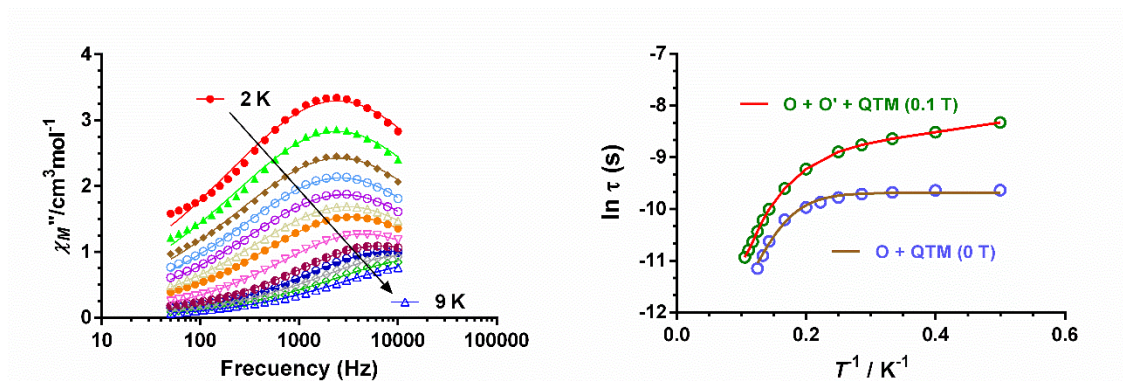 4
3
2
1
0
10
100
1000
10000
100000
χM''/cm³mol⁻¹
Frecuency (Hz)
2 K
9 K
-7
-8
-9
-10
-11
-12
0.0
0.2
0.4
0.6
ln τ (s)
T⁻¹ / K⁻¹
O + O' + QTM (0.1 T)
O + QTM (0 T)